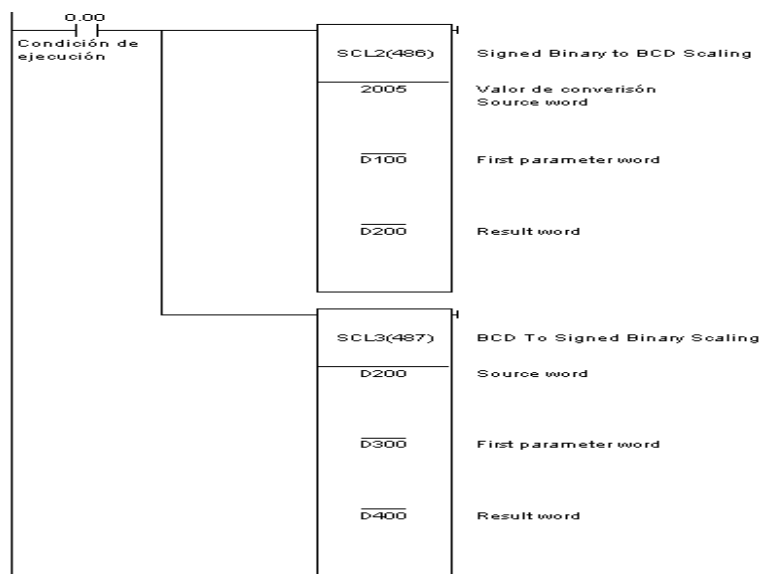 0.00
Condición de
ejecución
SCL2(486)
Signed Binary to BCD Scaling
2005
Valor de converisón
Source word
D100
First parameter word
D200
Result word
SCL3(487)
BCD To Signed Binary Scaling
D200
Source word
D300
First parameter word
D400
Result word